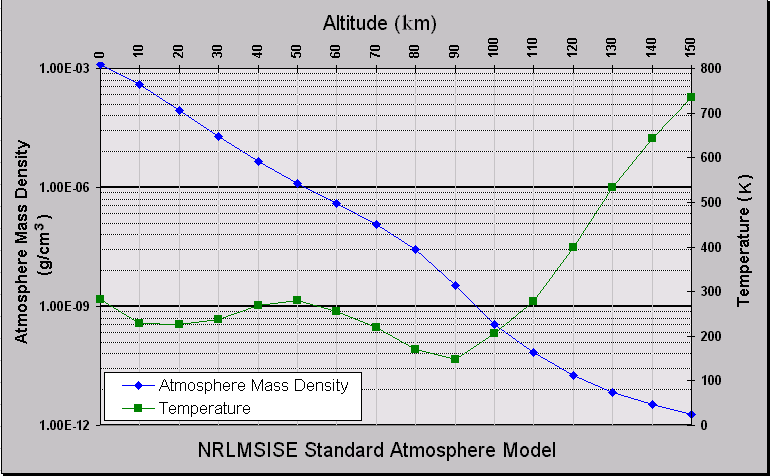 Altitude (km)
0 10 20 30 40 50 60 70 80 90 100 110 120 130 140 150
1.00E-03
1.00E-06
1.00E-09
1.00E-12
Atmosphere Mass Density
(g/cm³)
800
700
600
500
400
300
200
100
0
Temperature (K)
Atmosphere Mass Density
Temperature
NRLMSISE Standard Atmosphere Model